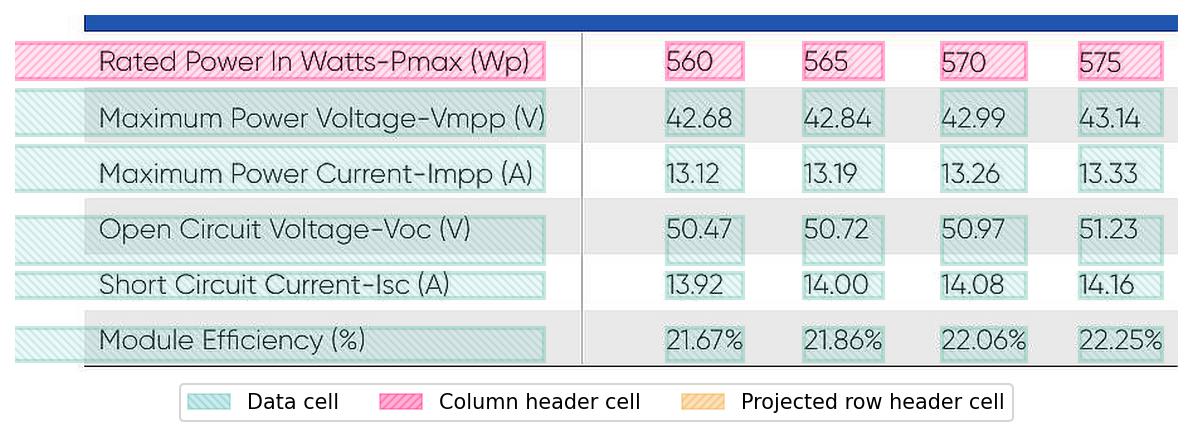 Rated Power In Watts-Pmax (Wp) 560 565 570 575
Maximum Power Voltage-Vmpp (V) 42.68 42.84 42.99 43.14
Maximum Power Current-Impp (A) 13.12 13.19 13.26 13.33
Open Circuit Voltage-Voc (V) 50.47 50.72 50.97 51.23
Short Circuit Current-Isc (A) 13.92 14.00 14.08 14.16
Module Efficiency (%) 21.67% 21.86% 22.06% 22.25%
Data cell Column header cell Projected row header cell